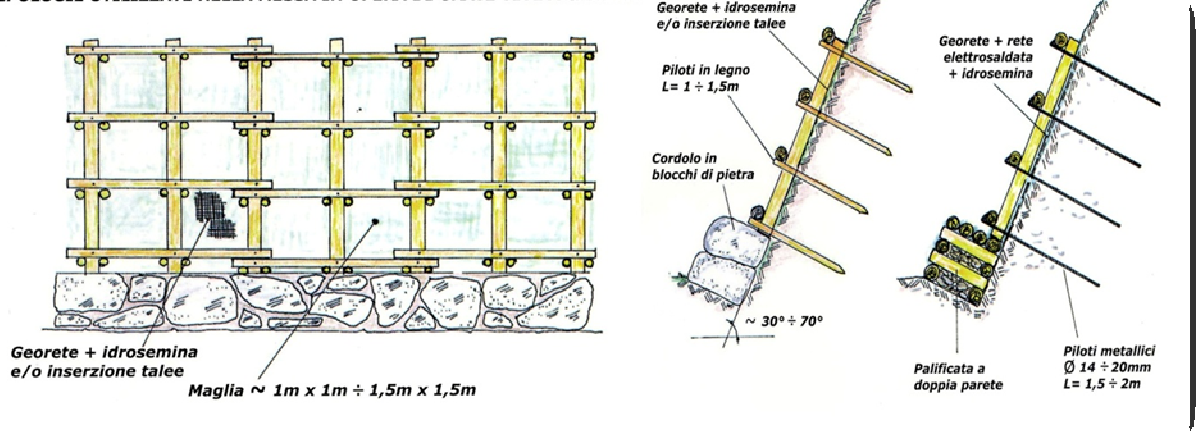 Georete + idrosemina
e/o inserzione talee
Maglia ~ 1m x 1m ÷ 1,5m x 1,5m
Georete + idrosemina
e/o inserzione talee
Piloti in legno
L= 1 ÷ 1,5m
Cordolo in
blocchi di pietra
~ 30° ÷ 70°
Georete + rete
elettrosaldata
+ idrosemina
Palificata a
doppia parete
Piloti metallici
Ø 14 ÷ 20mm
L= 1,5 ÷ 2m